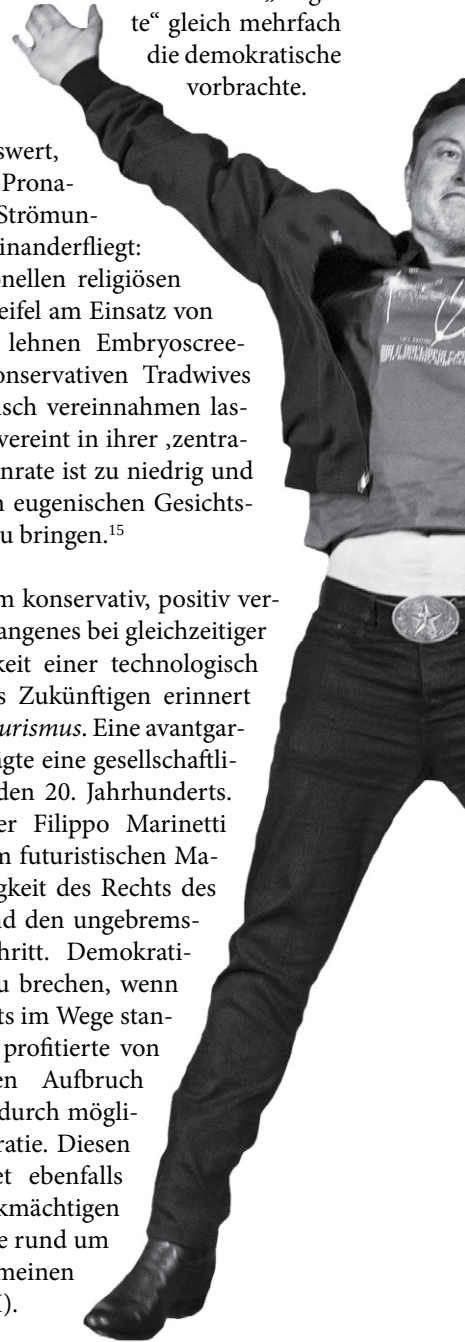 te“ gleich mehrfach
die demokratische
vorbrachte.
swert,
Prona-
Strömun-
inanderfliegt:
nellen religiösen
eifel am Einsatz von
lehnen Embryoscree-
onservativen Tradwives
isch vereinnahmen las-
vereint in ihrer ‚zentra-
nrate ist zu niedrig und
n eugenischen Gesichts-
u bringen.¹⁵
m konservativ, positiv ver-
angenes bei gleichzeitiger
keit einer technologisch
s Zukünftigen erinnert
urismus. Eine avantgar-
igte eine gesellschaftli-
den 20. Jahrhunderts.
er Filippo Marinetti
m futuristischen Ma-
gkeit des Rechts des
nd den ungebrems-
hritt. Demokrati-
u brechen, wenn
ts im Wege stan-
profitierte von
en Aufbruch
durch mögli-
ratie. Diesen
et ebenfalls
kmächtigen
e rund um
meinen
).